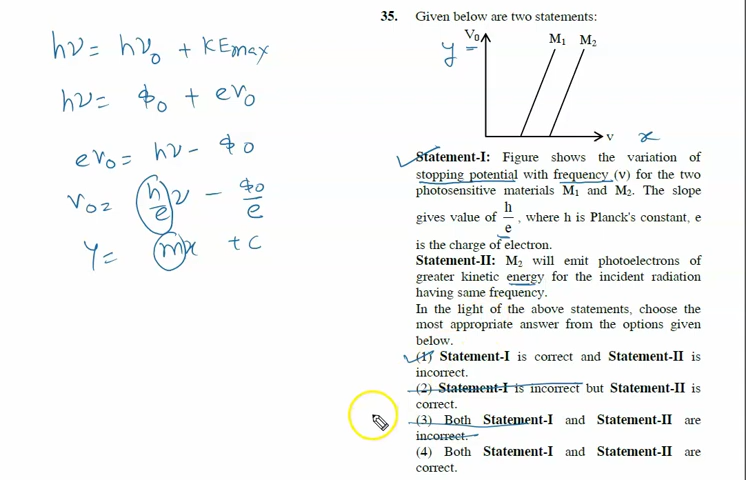 hν = hν₀ + KEmax
hν = ϕ₀ + ev₀
ev₀ = hν − ϕ₀
v₀ = (h/e) ν − ϕ₀/e
Y = mx + c
35. Given below are two statements:
y =
V₀
M₁ M₂
ν x
Statement-I: Figure shows the variation of
stopping potential with frequency (ν) for the two
photosensitive materials M₁ and M₂. The slope
gives value of h/e, where h is Planck's constant, e
is the charge of electron.
Statement-II: M₂ will emit photoelectrons of
greater kinetic energy for the incident radiation
having same frequency.
In the light of the above statements, choose the
most appropriate answer from the options given
below.
(1) Statement-I is correct and Statement-II is
incorrect.
(2) Statement-I is incorrect but Statement-II is
correct.
(3) Both Statement-I and Statement-II are
incorrect.
(4) Both Statement-I and Statement-II are
correct.